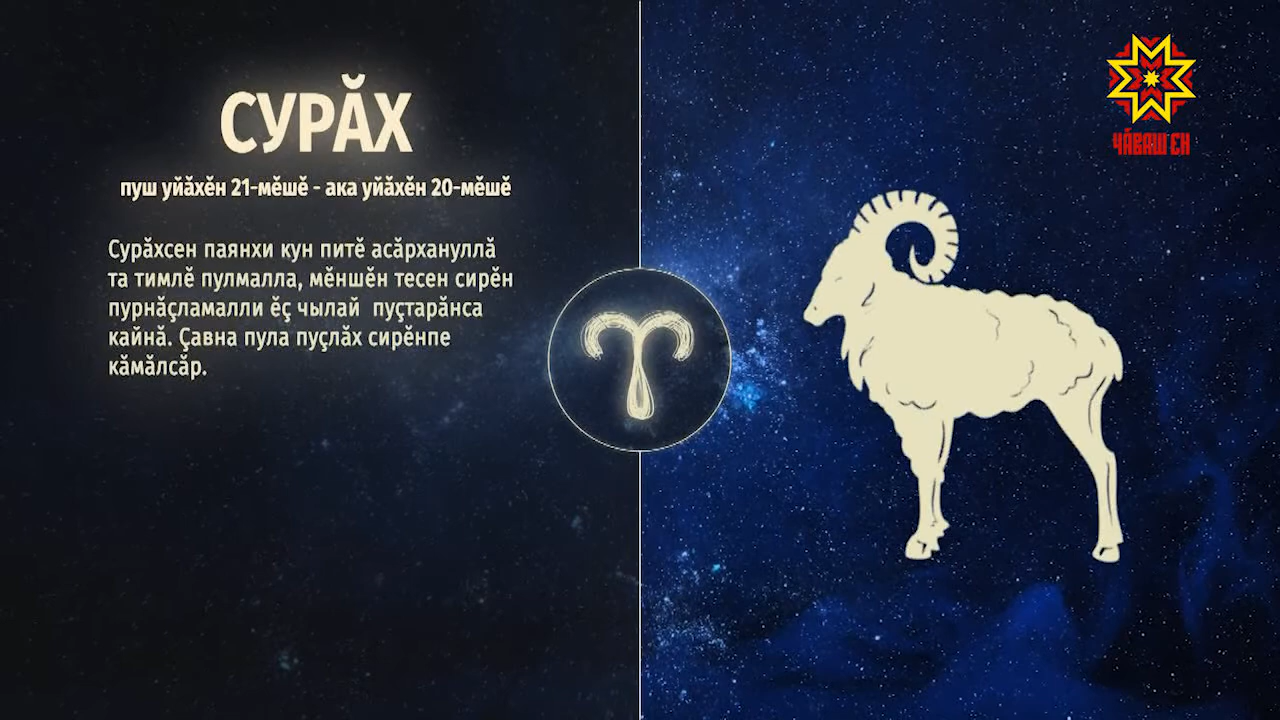 СУРӐХ
пуш уйӑхӗн 21-мӗшӗ - ака уйӑхӗн 20-мӗшӗ
Сурӑхсен паянхи кун питӗ асӑрхануллӑ
та тимлӗ пулмалла, мӗншӗн тесен сирӗн
пурнӑҫламалли ӗҫ чылай пуҫтарӑнса
кайнӑ. Ҫавна пула пуҫлӑх сирӗнпе
кӑмӑлсӑр.
ЧӐВАШ ЕН